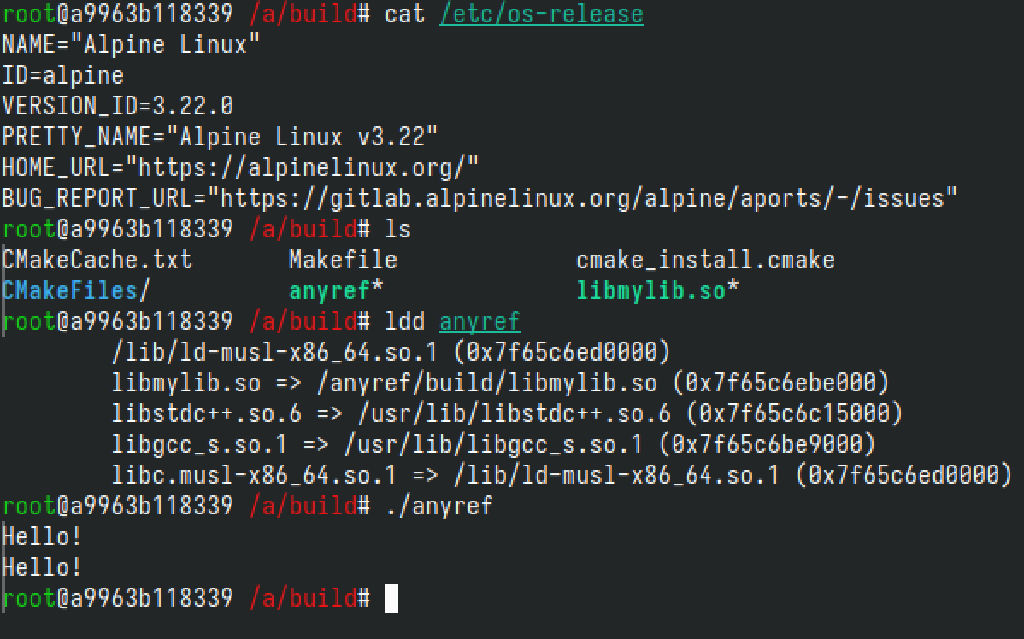 root@a9963b118339 /a/build# cat /etc/os-release
NAME="Alpine Linux"
ID=alpine
VERSION_ID=3.22.0
PRETTY_NAME="Alpine Linux v3.22"
HOME_URL="https://alpinelinux.org/"
BUG_REPORT_URL="https://gitlab.alpinelinux.org/alpine/aports/-/issues"
root@a9963b118339 /a/build# ls
CMakeCache.txt Makefile cmake_install.cmake
CMakeFiles/ anyref* libmylib.so*
root@a9963b118339 /a/build# ldd anyref
/lib/ld-musl-x86_64.so.1 (0x7f65c6ed0000)
libmylib.so => /anyref/build/libmylib.so (0x7f65c6ebe000)
libstdc++.so.6 => /usr/lib/libstdc++.so.6 (0x7f65c6c15000)
libgcc_s.so.1 => /usr/lib/libgcc_s.so.1 (0x7f65c6be9000)
libc.musl-x86_64.so.1 => /lib/ld-musl-x86_64.so.1 (0x7f65c6ed0000)
root@a9963b118339 /a/build# ./anyref
Hello!
Hello!
root@a9963b118339 /a/build#